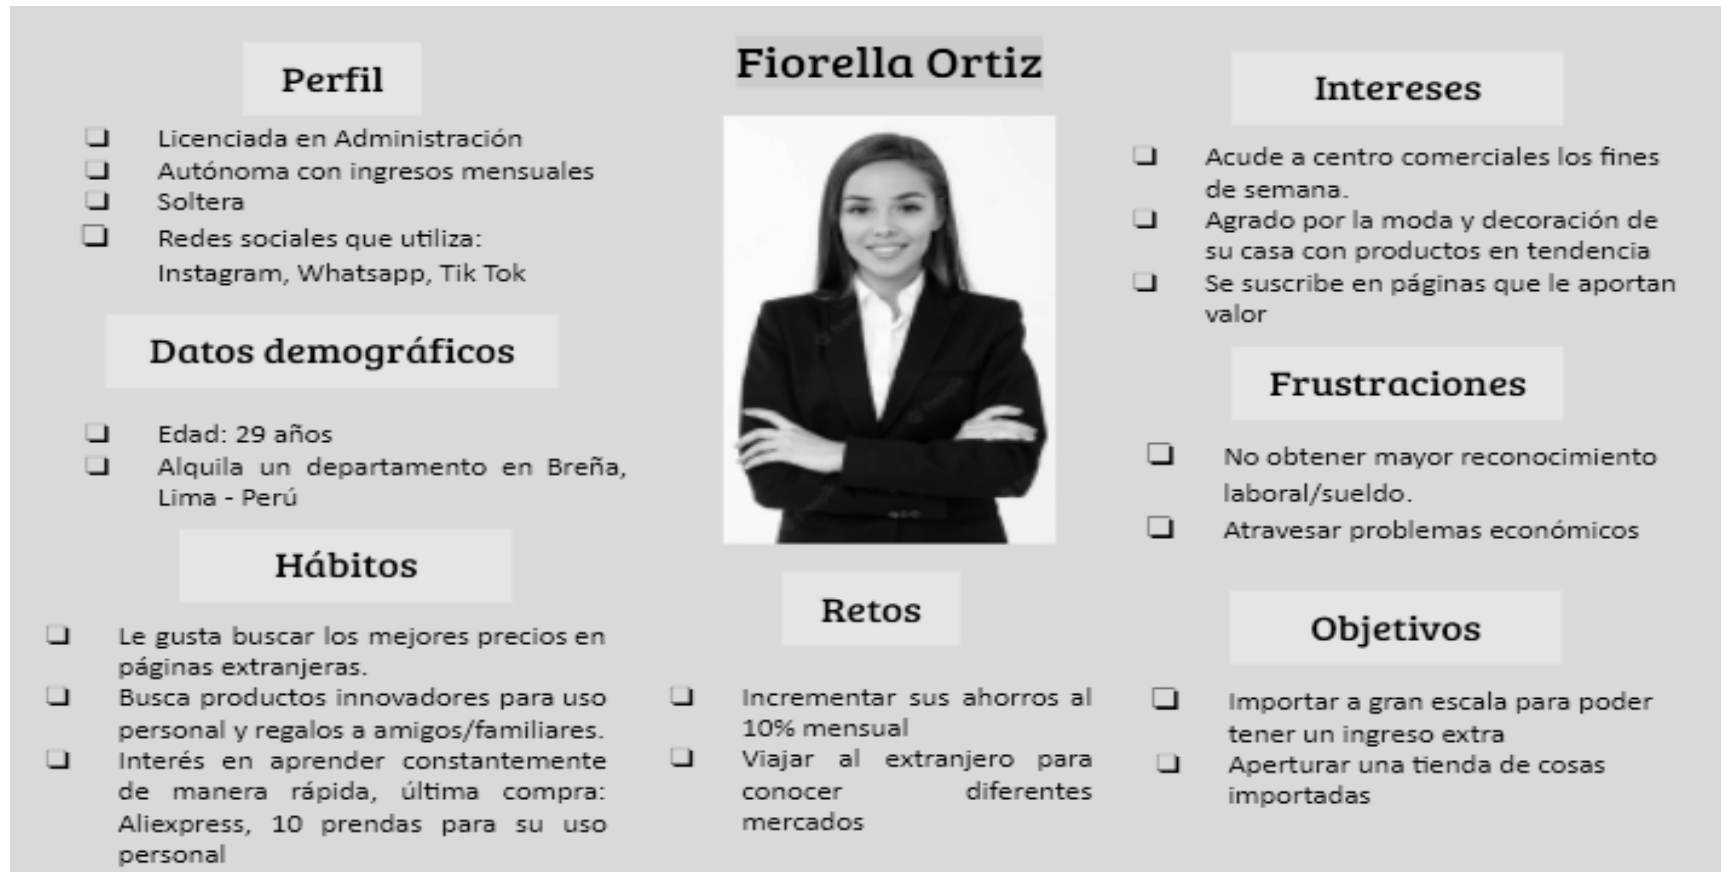 Fiorella Ortiz
Perfil
Licenciada en Administración
Autónoma con ingresos mensuales
Soltera
Redes sociales que utiliza:
Instagram, Whatsapp, Tik Tok
Datos demográficos
Edad: 29 años
Alquila un departamento en Breña,
Lima - Perú
Hábitos
Le gusta buscar los mejores precios en
páginas extranjeras.
Busca productos innovadores para uso
personal y regalos a amigos/familiares.
Interés en aprender constantemente
de manera rápida, última compra:
Aliexpress, 10 prendas para su uso
personal
Retos
Incrementar sus ahorros al
10% mensual
Viajar al extranjero para
conocer diferentes
mercados
Intereses
Acude a centro comerciales los fines
de semana.
Agrado por la moda y decoración de
su casa con productos en tendencia
Se suscribe en páginas que le aportan
valor
Frustraciones
No obtener mayor reconocimiento
laboral/sueldo.
Atravesar problemas económicos
Objetivos
Importar a gran escala para poder
tener un ingreso extra
Aperturar una tienda de cosas
importadas